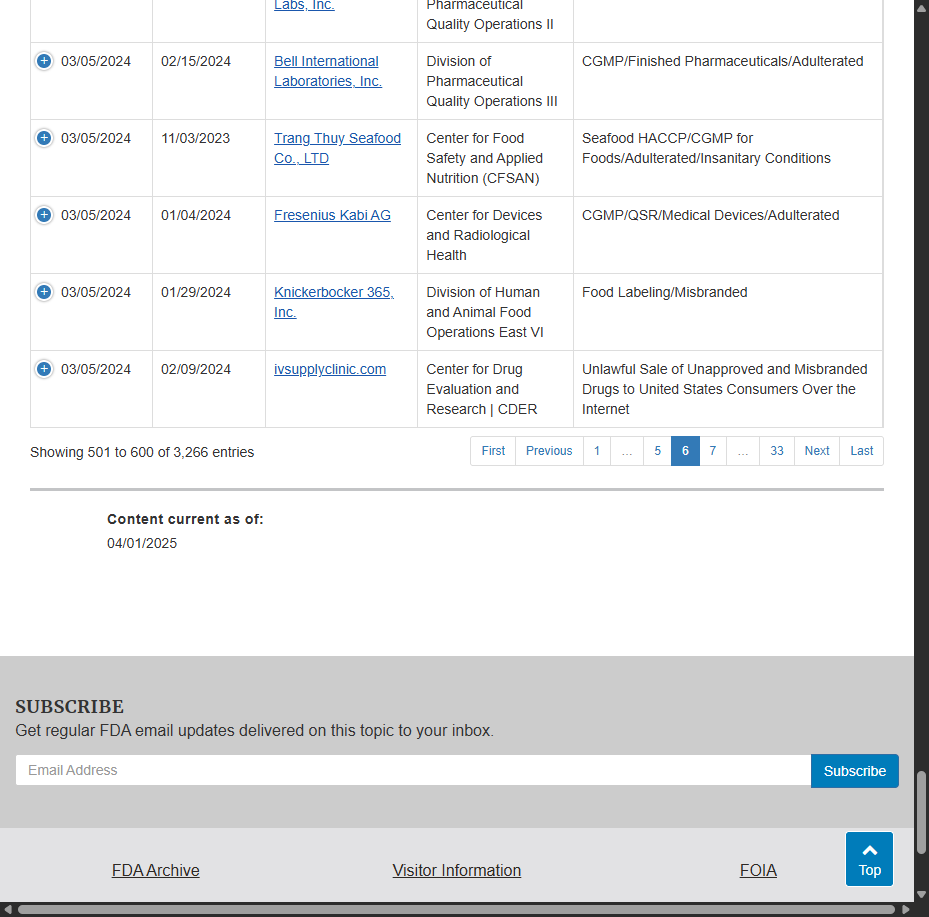 Labs, Inc.
Pharmaceutical
Quality Operations II
03/05/2024 02/15/2024 Bell International Laboratories, Inc. Division of Pharmaceutical Quality Operations III CGMP/Finished Pharmaceuticals/Adulterated
03/05/2024 11/03/2023 Trang Thuy Seafood Co., LTD Center for Food Safety and Applied Nutrition (CFSAN) Seafood HACCP/CGMP for Foods/Adulterated/Insanitary Conditions
03/05/2024 01/04/2024 Fresenius Kabi AG Center for Devices and Radiological Health CGMP/QSR/Medical Devices/Adulterated
03/05/2024 01/29/2024 Knickerbocker 365, Inc. Division of Human and Animal Food Operations East VI Food Labeling/Misbranded
03/05/2024 02/09/2024 ivsupplyclinic.com Center for Drug Evaluation and Research | CDER Unlawful Sale of Unapproved and Misbranded Drugs to United States Consumers Over the Internet
Showing 501 to 600 of 3,266 entries
First Previous 1 … 5 6 7 … 33 Next Last
Content current as of:
04/01/2025
SUBSCRIBE
Get regular FDA email updates delivered on this topic to your inbox.
Email Address
Subscribe
FDA Archive
Visitor Information
FOIA
Top